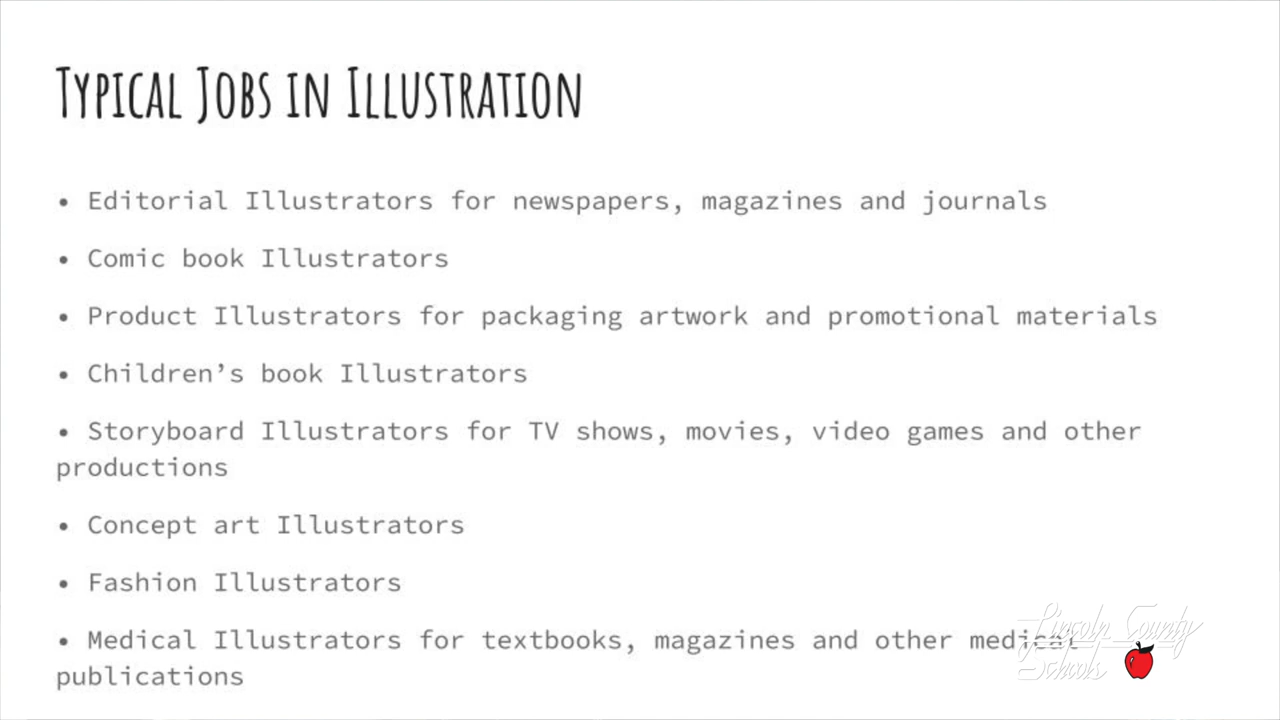 Typical Jobs in Illustration
• Editorial Illustrators for newspapers, magazines and journals
• Comic book Illustrators
• Product Illustrators for packaging artwork and promotional materials
• Children’s book Illustrators
• Storyboard Illustrators for TV shows, movies, video games and other
productions
• Concept art Illustrators
• Fashion Illustrators
• Medical Illustrators for textbooks, magazines and other medical
publications
Lincoln County
Schools